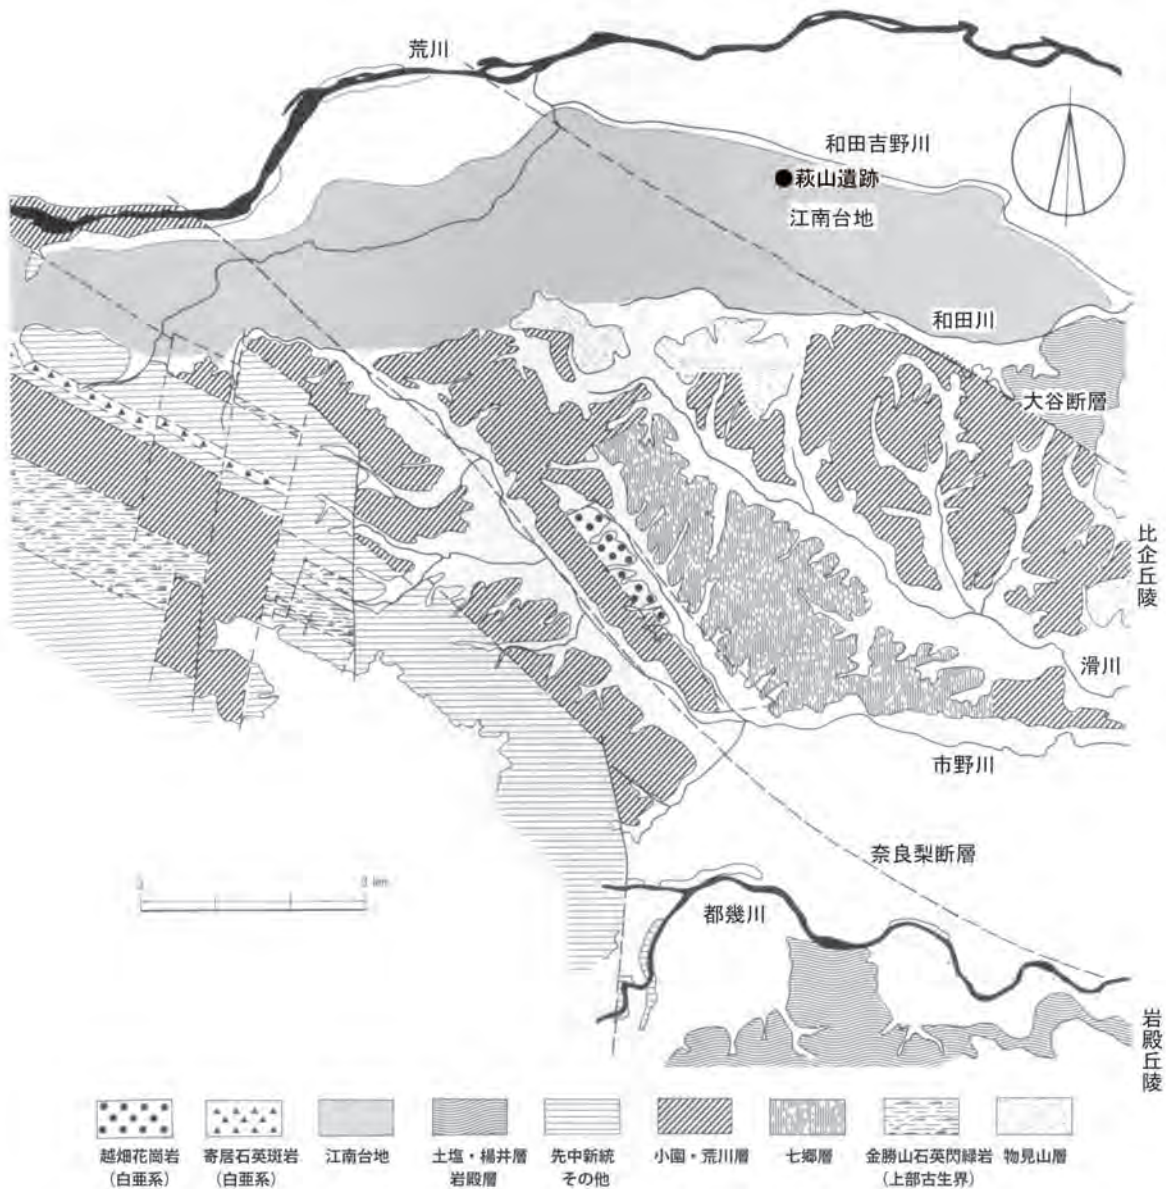 荒川
和田吉野川
萩山遺跡
江南台地
和田川
大谷断層
比企丘陵
滑川
市野川
奈良梨断層
都幾川
岩殿丘陵
越畑花崗岩
(白亜系)
寄居石英斑岩
(白亜系)
江南台地
土塩・楊井層
岩殿層
先中新統
その他
小園・荒川層
七郷層
金勝山石英閃緑岩
(上部古生界)
物見山層